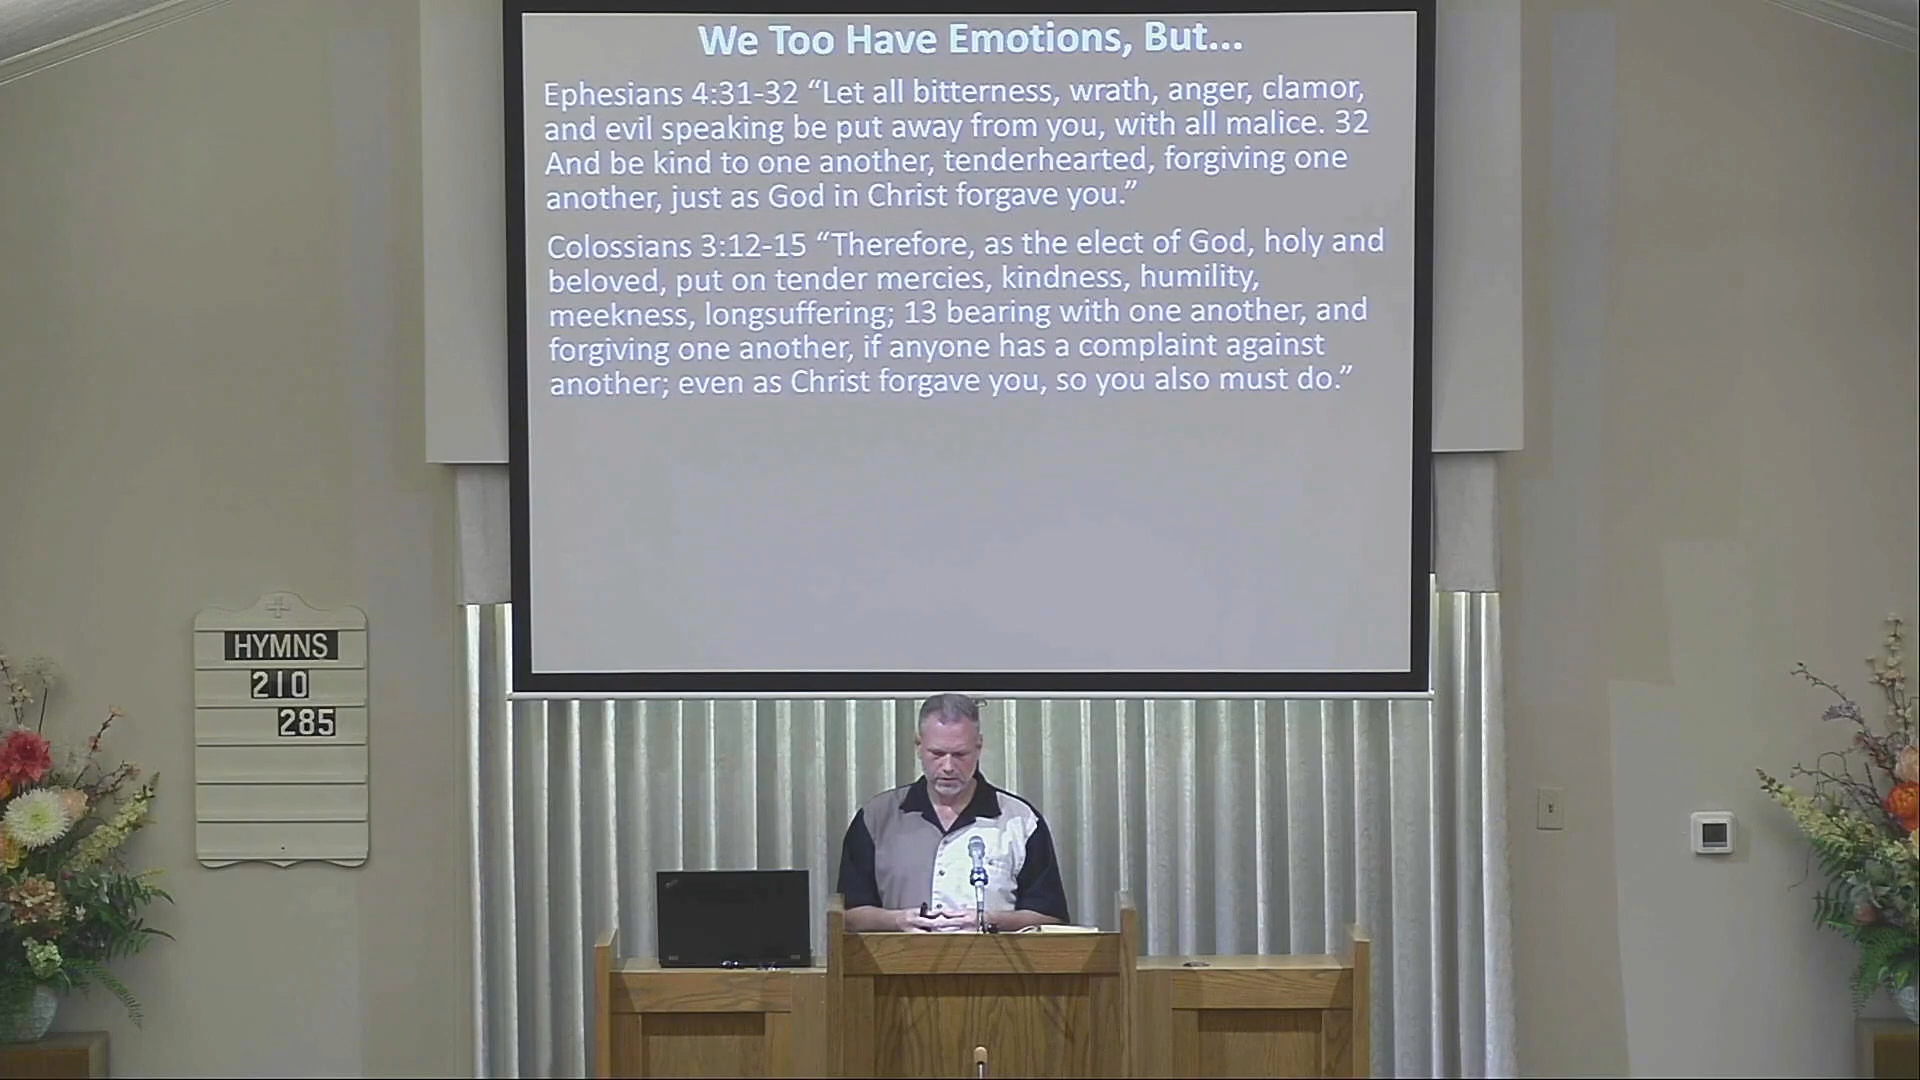 We Too Have Emotions, But...
Ephesians 4:31-32 “Let all bitterness, wrath, anger, clamor,
and evil speaking be put away from you, with all malice. 32
And be kind to one another, tenderhearted, forgiving one
another, just as God in Christ forgave you.”
Colossians 3:12-15 “Therefore, as the elect of God, holy and
beloved, put on tender mercies, kindness, humility,
meekness, longsuffering; 13 bearing with one another, and
forgiving one another, if anyone has a complaint against
another; even as Christ forgave you, so you also must do.”
HYMNS
210
285